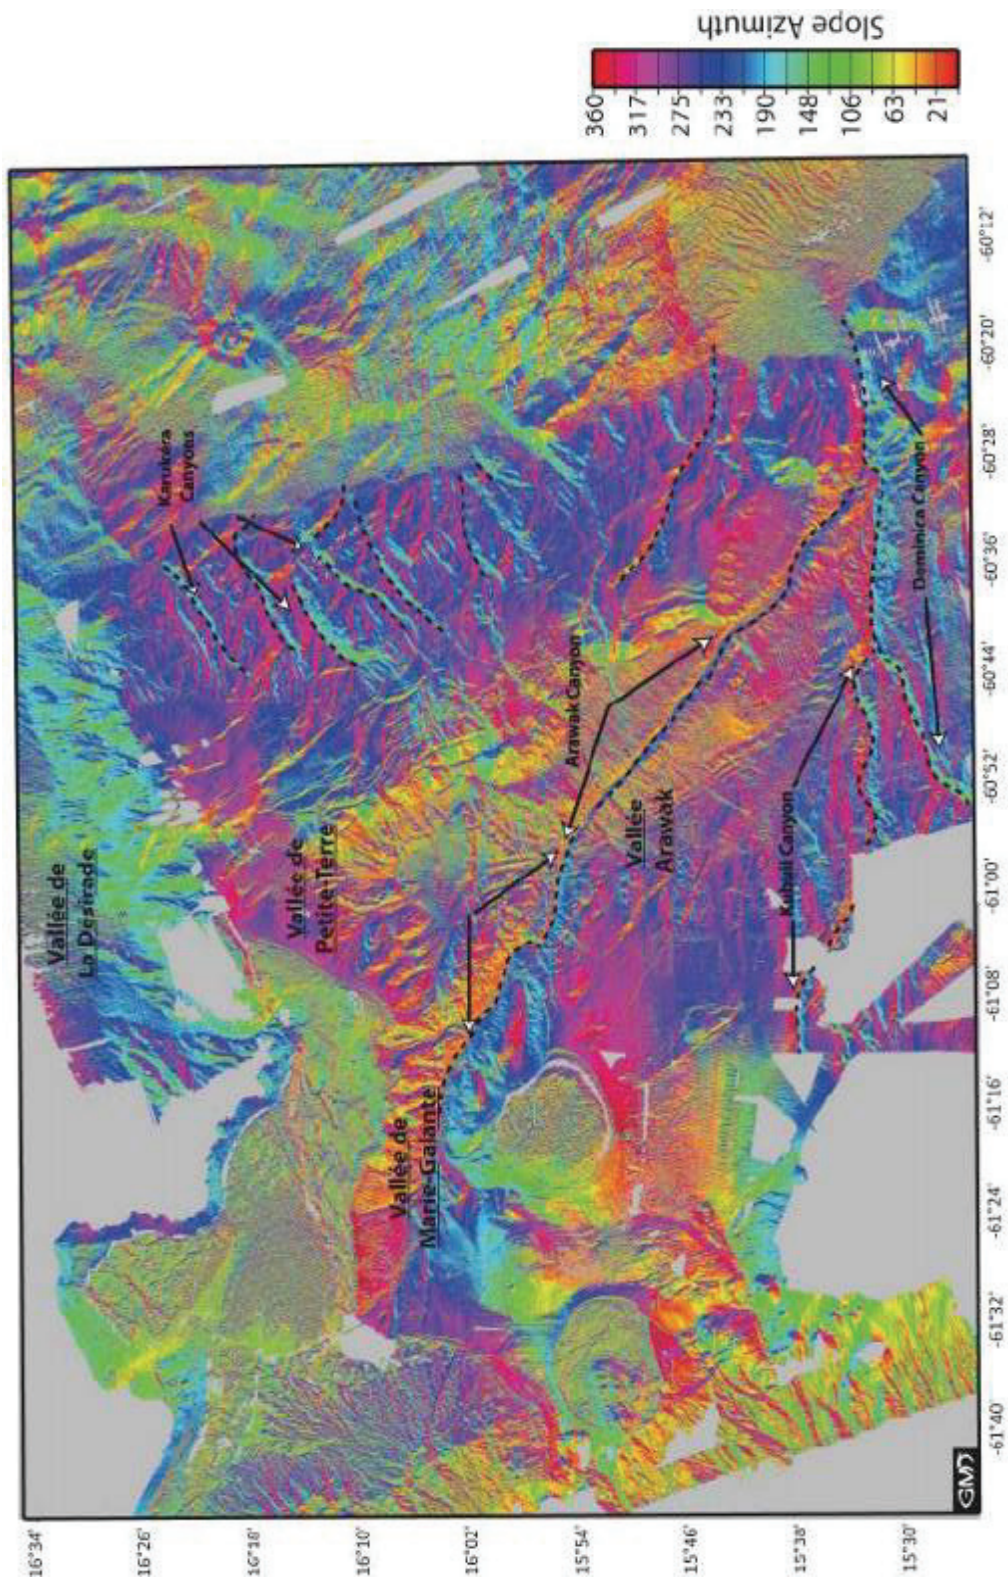 Slope Azimuth
360
317
275
233
190
148
106
63
21
Karukera
Canyons
Vallée de
La Désirade
Vallée de
Petite-Terre
Arawak Canyon
Vallée
Arawak
Vallée de
Marie-Galante
Kubuli Canyon
Dominica Canyon
16°34'
16°26'
16°18'
16°10'
16°02'
15°54'
15°46'
15°38'
15°30'
-61°40'
-61°32'
-61°24'
-61°16'
-61°08'
-61°00'
-60°52'
-60°44'
-60°36'
-60°28'
-60°20'
-60°12'
GMD